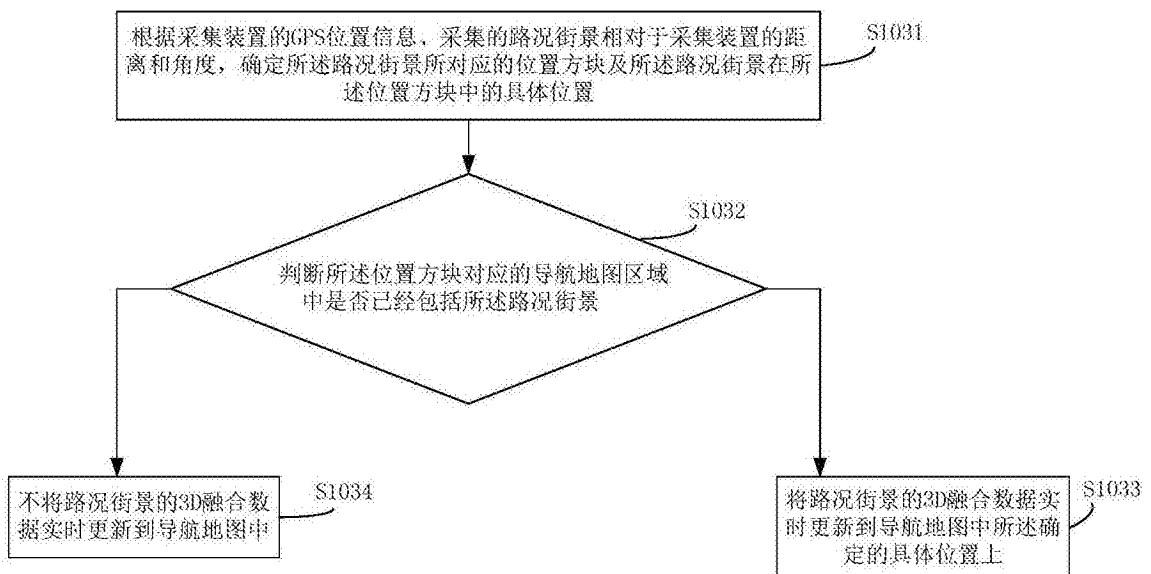 根据采集装置的GPS位置信息、采集的路况街景相对于采集装置的距
离和角度，确定所述路况街景所对应的位置方块及所述路况街景在所
述位置方块中的具体位置
S1031
S1032
判断所述位置方块对应的导航地图区域
中是否已经包括所述路况街景
不将路况街景的3D融合数
据实时更新到导航地图中
S1034
将路况街景的3D融合数据实
时更新到导航地图中所述确
定的具体位置上
S1033